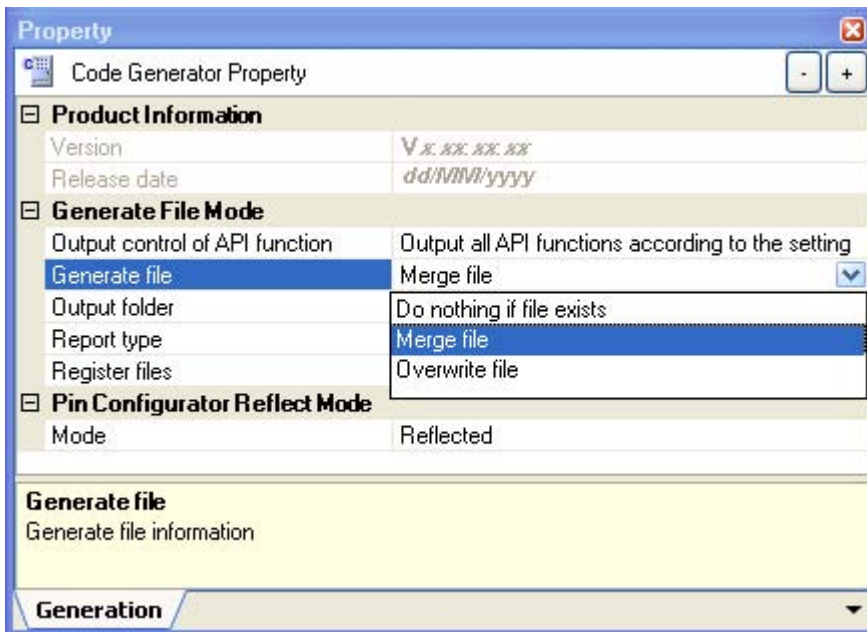 Property
Code Generator Property - +
Product Information
Version V x.xx.xx.xx
Release date dd/MM/yyyy
Generate File Mode
Output control of API function Output all API functions according to the setting
Generate file Merge file
Output folder Do nothing if file exists
Report type Merge file
Register files Overwrite file
Pin Configurator Reflect Mode
Mode Reflected
Generate file
Generate file information
Generation